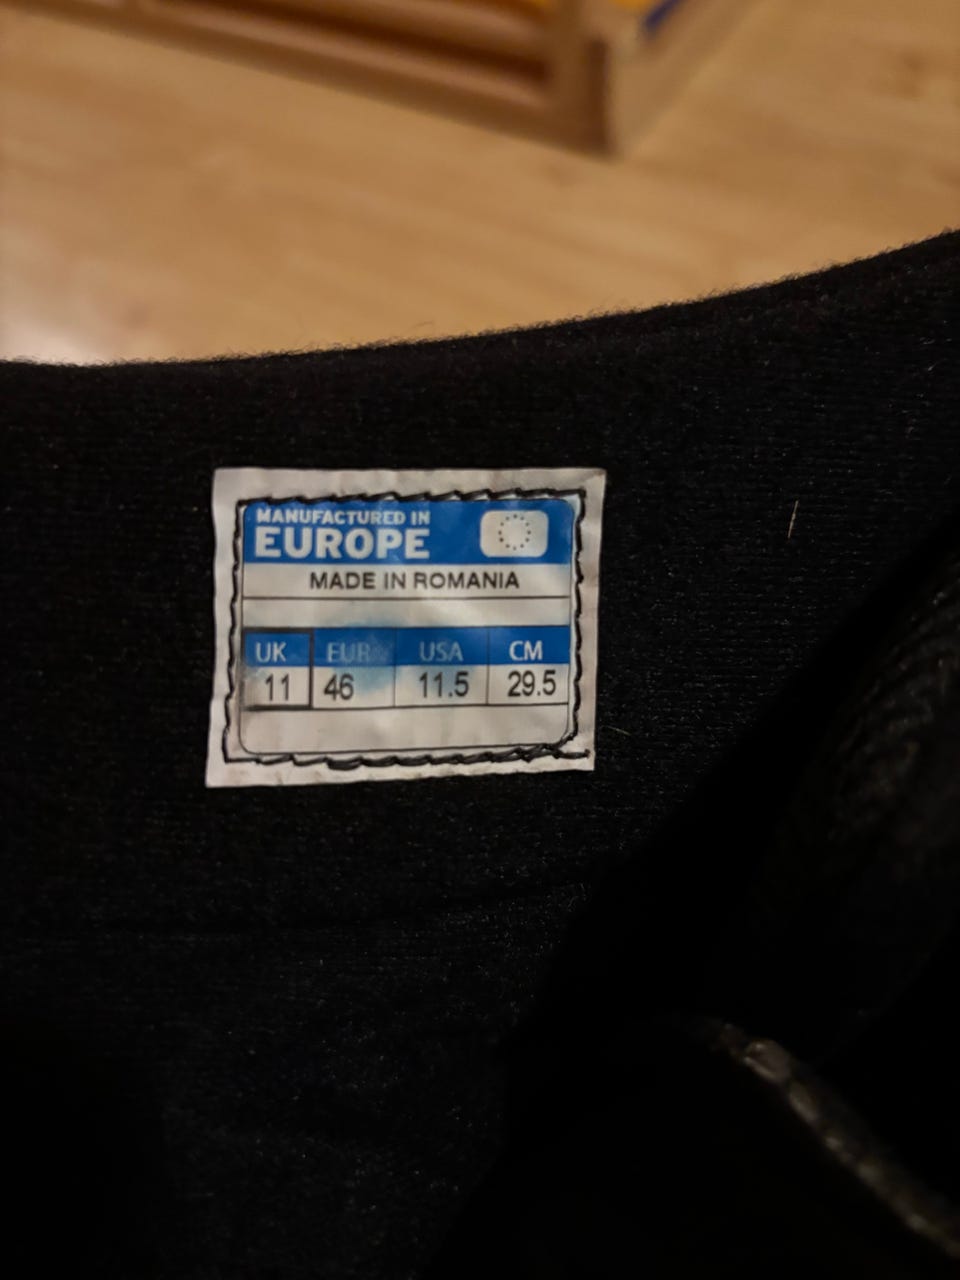 MANUFACTURED IN
EUROPE
MADE IN ROMANIA
UK EUR USA CM
11 46 11.5 29.5